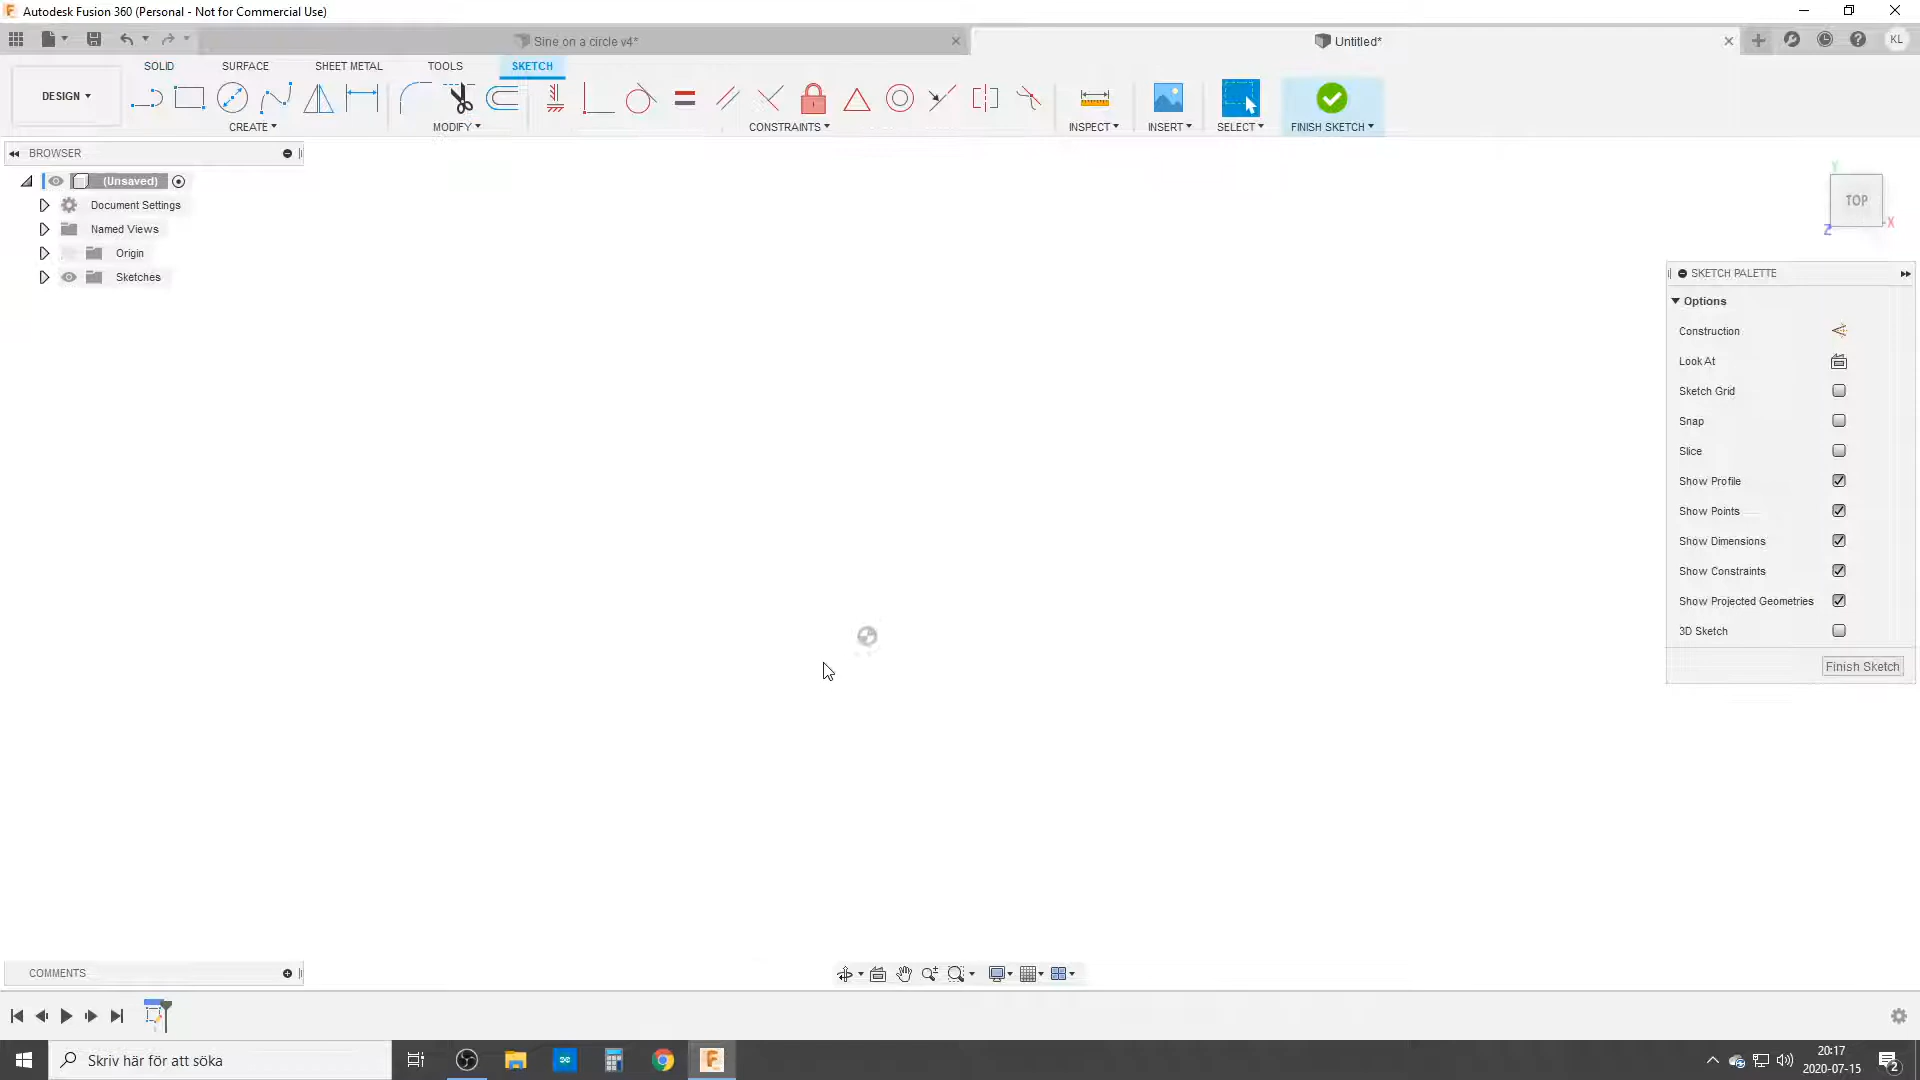 Autodesk Fusion 360 (Personal - Not for Commercial Use)
Sine on a circle v4*
Untitled*
KL
SOLID
SURFACE
SHEET METAL
TOOLS
SKETCH
DESIGN
CREATE
MODIFY
CONSTRAINTS
INSPECT
INSERT
SELECT
FINISH SKETCH
BROWSER
(Unsaved)
Document Settings
Named Views
Origin
Sketches
Y
TOP
X
Z
SKETCH PALETTE
Options
Construction
Look At
Sketch Grid
Snap
Slice
Show Profile
Show Points
Show Dimensions
Show Constraints
Show Projected Geometries
3D Sketch
Finish Sketch
COMMENTS
Skriv här för att söka
20:17
2020-07-15
2